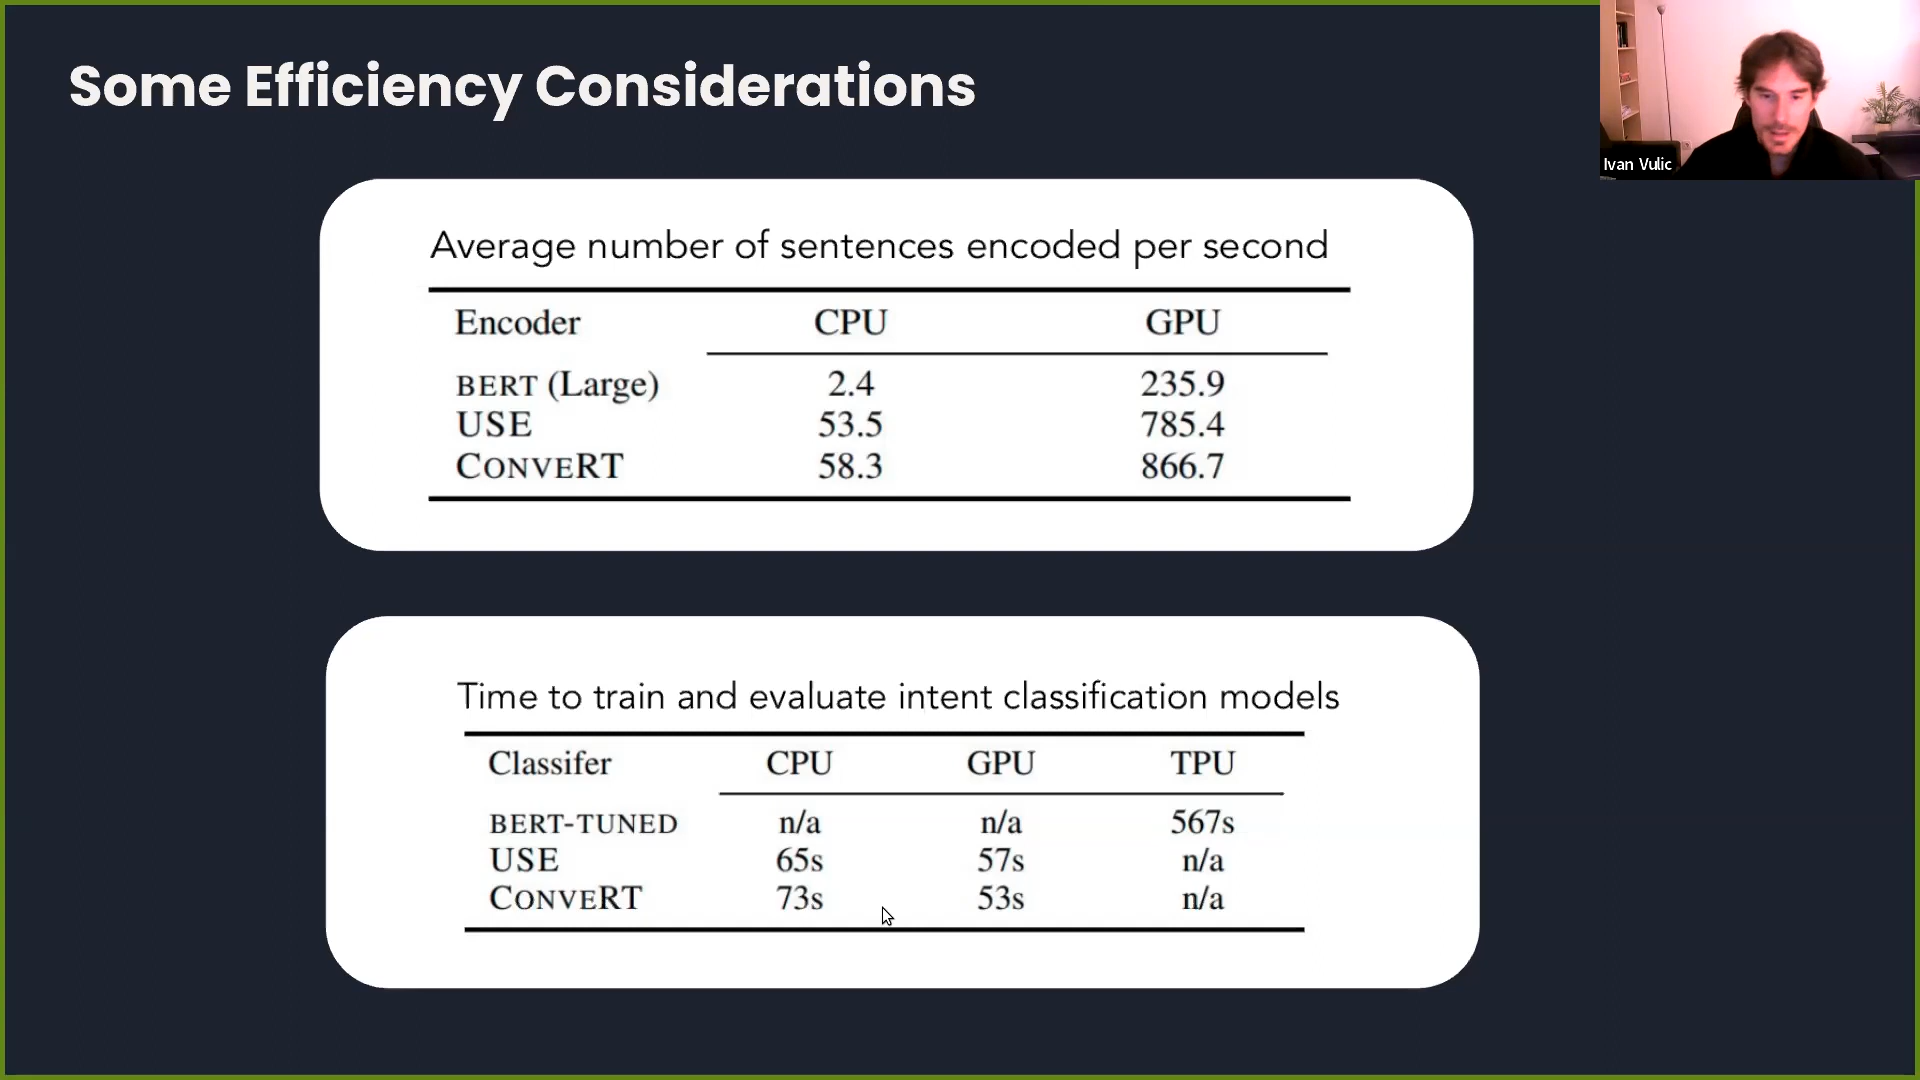 Some Efficiency Considerations
Ivan Vulic
Average number of sentences encoded per second
Encoder CPU GPU
BERT (Large) 2.4 235.9
USE 53.5 785.4
CONVERT 58.3 866.7
Time to train and evaluate intent classification models
Classifer CPU GPU TPU
BERT-TUNED n/a n/a 567s
USE 65s 57s n/a
CONVERT 73s 53s n/a